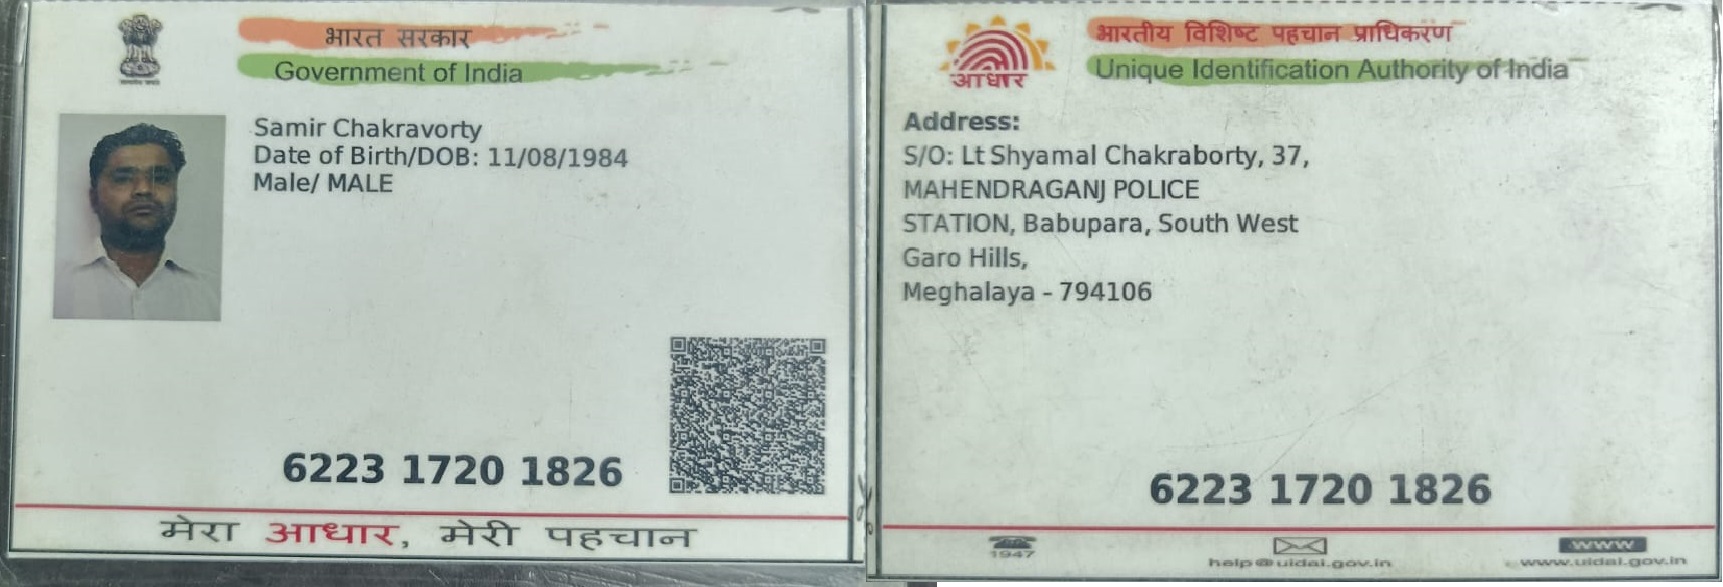 भारत सरकार
Government of India
Samir Chakravorty
Date of Birth/DOB: 11/08/1984
Male/ MALE
6223 1720 1826
मेरा आधार, मेरी पहचान
आधार
भारतीय विशिष्ट पहचान प्राधिकरण
Unique Identification Authority of India
Address:
S/O: Lt Shyamal Chakraborty, 37,
MAHENDRAGANJ POLICE
STATION, Babupara, South West
Garo Hills,
Meghalaya - 794106
6223 1720 1826
1947
help@uidai.gov.in
WWW
www.uidai.gov.in